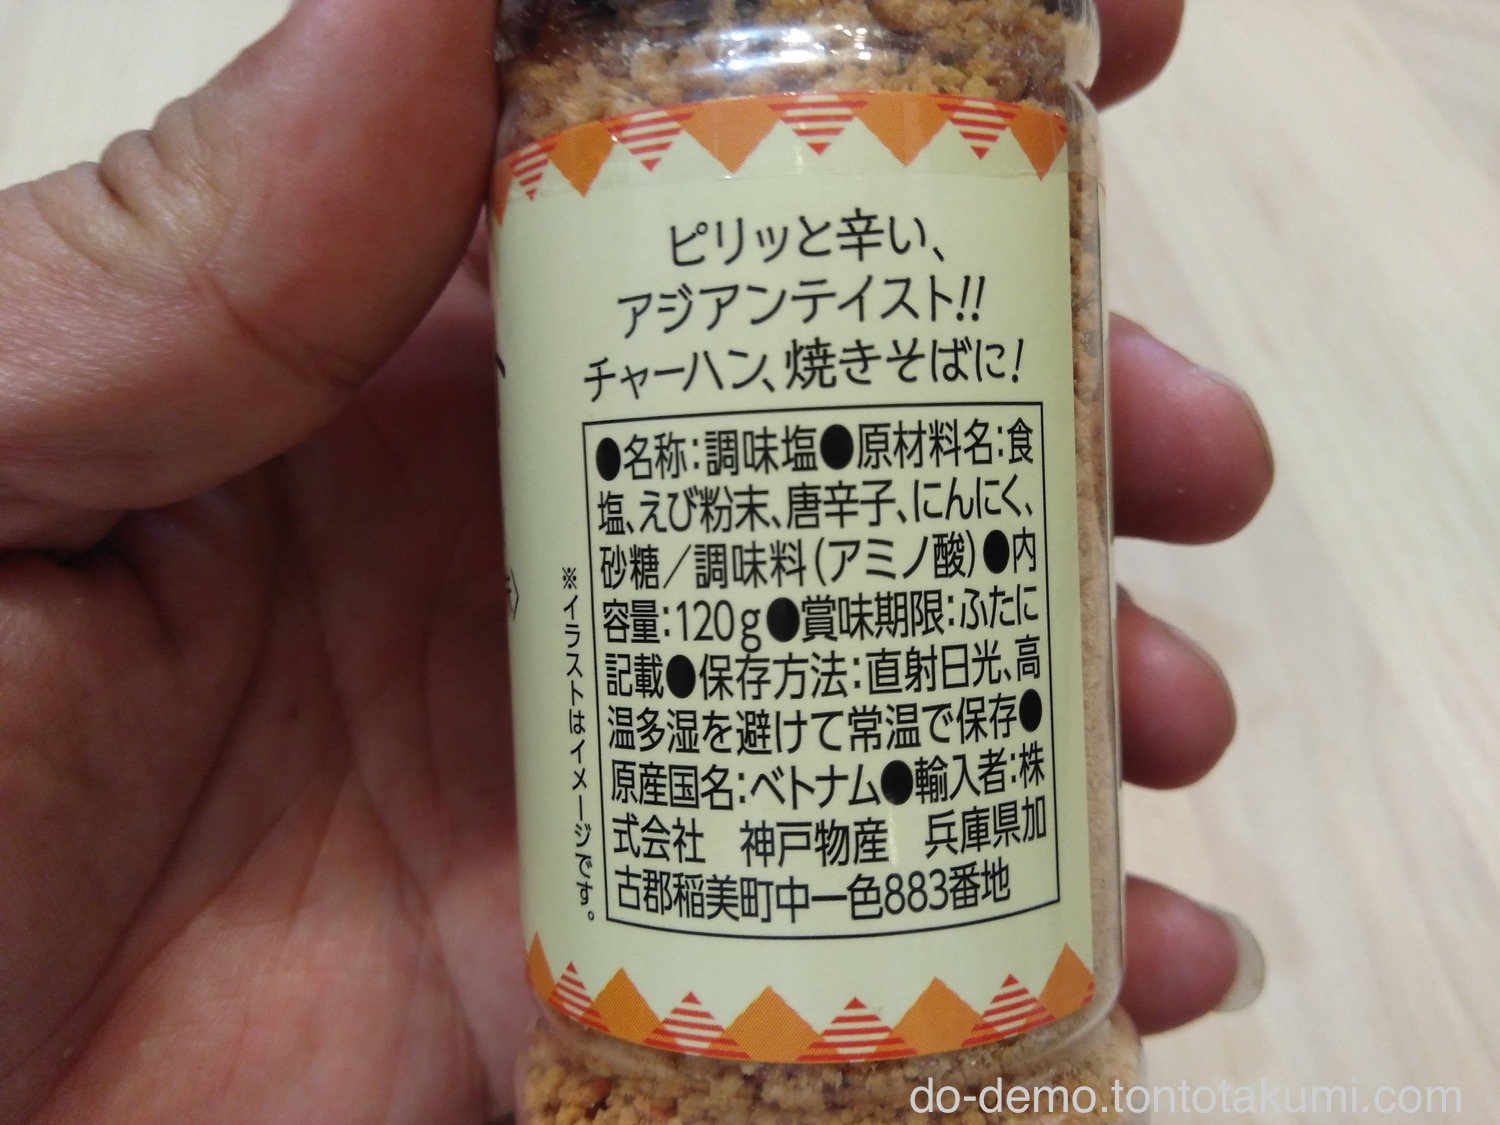 ピリッと辛い、
アジアンテイスト!!
チャーハン、焼きそばに!
●名称:調味塩●原材料名:食
塩、えび粉末、唐辛子、にんにく、
砂糖/調味料(アミノ酸)●内
容量:120g●賞味期限:ふたに
記載●保存方法:直射日光、高
温多湿を避けて常温で保存●
原産国名:ベトナム●輸入者:株
式会社 神戸物産 兵庫県加
古郡稲美町中一色883番地
※イラストはイメージです。
do-demo.tontotakumi.com